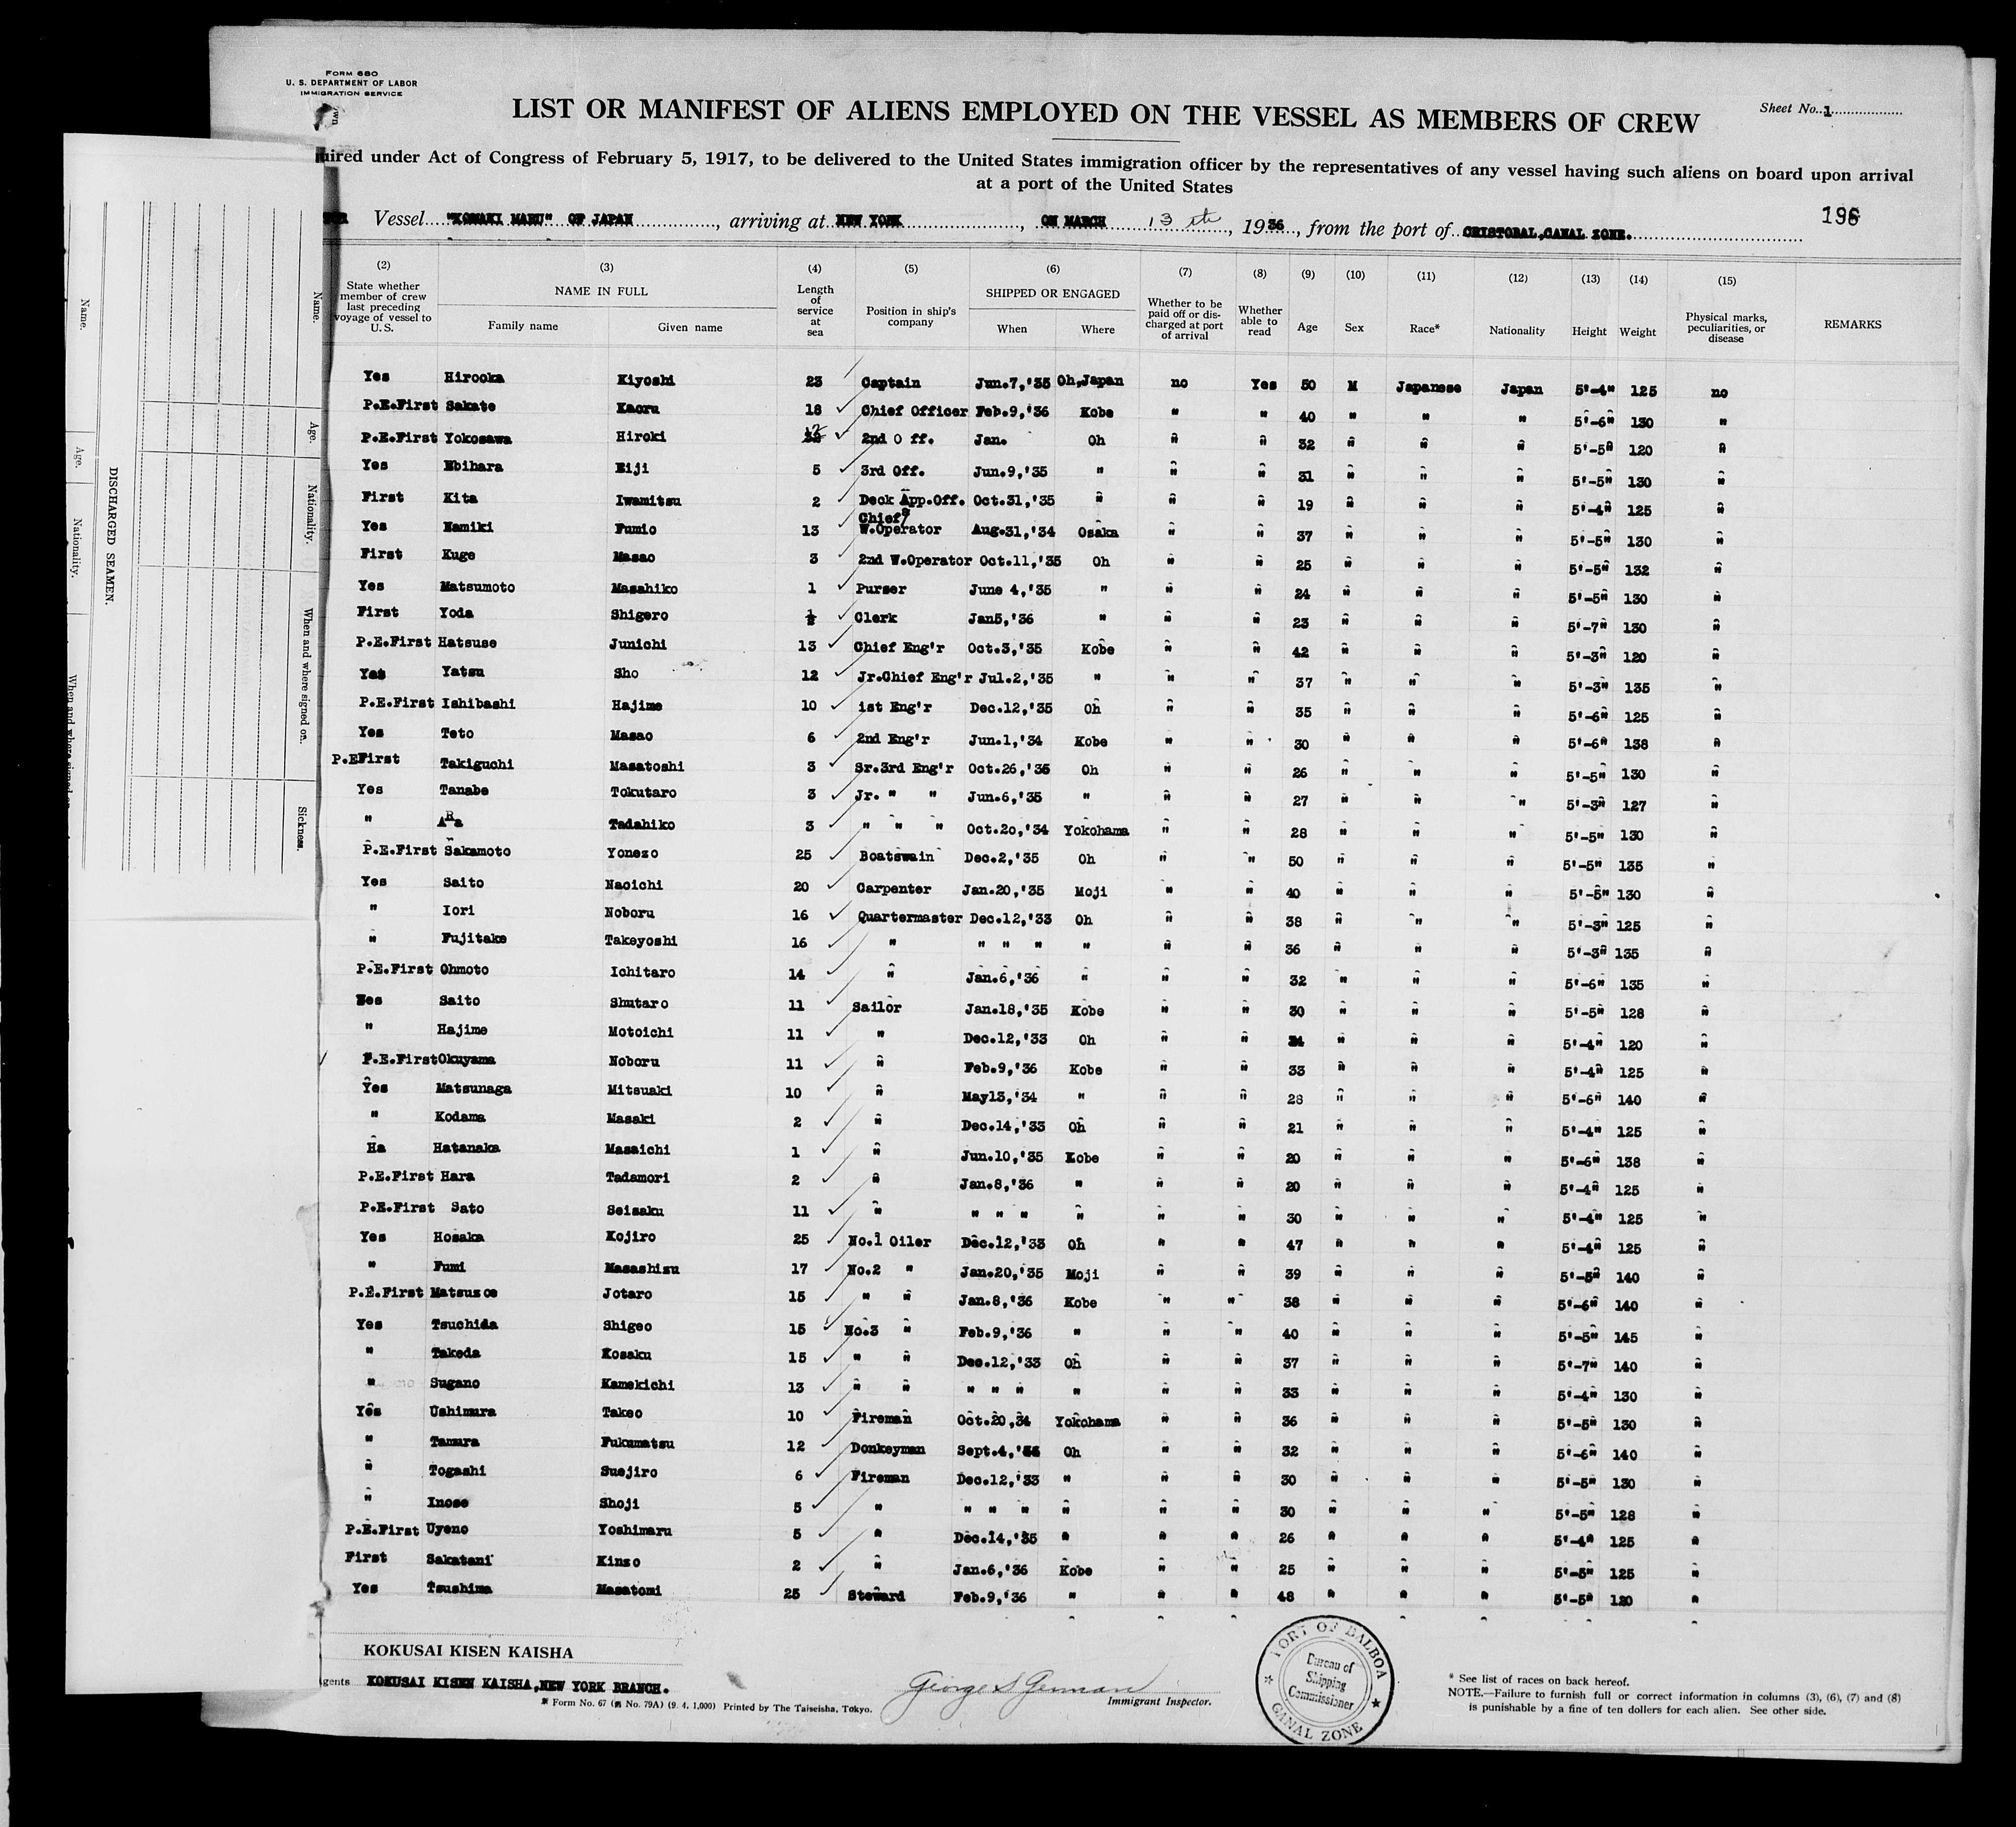 FORM 680
U. S. DEPARTMENT OF LABOR
IMMIGRATION SERVICE
LIST OR MANIFEST OF ALIENS EMPLOYED ON THE VESSEL AS MEMBERS OF CREW
Sheet No. 1
uired under Act of Congress of February 5, 1917, to be delivered to the United States immigration officer by the representatives of any vessel having such aliens on board upon arrival
at a port of the United States
Vessel "KOMAKI MARU" OF JAPAN, arriving at NEW YORK, ON MARCH 13 th, 1936, from the port of CRISTOBAL,CANAL ZONE.
196
(2) State whether member of crew last preceding voyage of vessel to U.S. (3) NAME IN FULL Family name Given name (4) Length of service at sea (5) Position in ship's company (6) SHIPPED OR ENGAGED When Where (7) Whether to be paid off or discharged at port of arrival (8) Whether able to read (9) Age (10) Sex (11) Race* (12) Nationality (13) Height (14) Weight (15) Physical marks, peculiarities, or disease REMARKS
Yes Hirooka Kiyoshi 23 Captain Jun.7,'35 Oh,Japan no Yes 50 M Japanese Japan 5'-4" 125 no
P.E.First Sakate Kaoru 18 Chief Officer Feb.9,'36 Kobe " " 40 " " " 5'-6" 130 "
P.E.First Yokosawa Hiroki 12 2nd O ff. Jan. Oh " " 32 " " " 5'-5" 120 "
Yes Ebihara Eiji 5 3rd Off. Jun.9,'35 " " " 31 " " " 5'-5" 130 "
First Kita Iwamitsu 2 Deck App.Off. Oct.31,'35 " " " 19 " " " 5'-4" 125 "
Yes Namiki Fumio 13 Chief W.Operator Aug.31,'34 Osaka " " 37 " " " 5'-5" 130 "
First Kuge Masao 3 2nd W.Operator Oct.11,'35 Oh " " 25 " " " 5'-5" 132 "
Yes Matsumoto Masahiko 1 Purser June 4,'35 " " " 24 " " " 5'-5" 130 "
First Yoda Shigero ½ Clerk Jan5,'36 " " " 23 " " " 5'-7" 130 "
P.E.First Hatsuse Junichi 13 Chief Eng'r Oct.3,'35 Kobe " " 42 " " " 5'-3" 120 "
Yes Yatsu Sho 12 Jr.Chief Eng'r Jul.2,'35 " " " 37 " " " 5'-3" 135 "
P.E.First Ishibashi Hajime 10 1st Eng'r Dec.12,'35 Oh " " 35 " " " 5'-6" 125 "
Yes Teto Masao 6 2nd Eng'r Jun.1,'34 Kobe " " 30 " " " 5'-6" 138 "
P.EFirst Takiguchi Masatoshi 3 Sr.3rd Eng'r Oct.26,'35 Oh " " 26 " " " 5'-5" 130 "
Yes Tanabe Tokutaro 3 Jr. " " Jun.6,'35 " " " 27 " " " 5'-3" 127 "
" ARa Tadahiko 3 " " " Oct.20,'34 Yokohama " " 28 " " " 5'-5" 130 "
P.E.First Sakamoto Yonezo 25 Boatswain Dec.2,'35 Oh " " 50 " " " 5'-5" 135 "
Yes Saito Naoichi 20 Carpenter Jan.20,'35 Moji " " 40 " " " 5'-5" 130 "
" Iori Noboru 16 Quartermaster Dec.12,'33 Oh " " 38 " " " 5'-3" 125 "
" Fujitake Takeyoshi 16 " " " " " " " 36 " " " 5'-3" 135 "
P.E.First Ohmoto Ichitaro 14 " Jan.6,'36 " " " 32 " " " 5'-6" 135 "
Yes Saito Shutaro 11 Sailor Jan.18,'35 Kobe " " 30 " " " 5'-5" 128 "
" Hajime Motoichi 11 " Dec.12,'33 Oh " " " " " 5'-4" 120 "
P.E.First Okuyama Noboru 11 " Feb.9,'36 Kobe " " 33 " " " 5'-4" 125 "
Yes Matsunaga Mitsuaki 10 " May13,'34 " " " 28 " " " 5'-6" 140 "
" Kodama Masaki 2 " Dec.14,'33 Oh " " 21 " " " 5'-4" 125 "
Ha Hatanaka Masaichi 1 " Jun.10,'35 Kobe " " 20 " " " 5'-6" 138 "
P.E.First Hara Tadamori 2 " Jan.8,'36 " " " 20 " " " 5'-4" 125 "
P.E.First Sato Seisaku 11 " " " " " " " 30 " " " 5'-4" 125 "
Yes Hosaka Kojiro 25 No.1 Oiler Dec.12,'33 Oh " " 47 " " " 5'-4" 125 "
" Fumi Masashizu 17 No.2 " Jan.20,'35 Moji " " 39 " " " 5'-5" 140 "
P.E.First Matsuzoe Jotaro 15 " " Jan.8,'36 Kobe " " 38 " " " 5'-6" 140 "
Yes Tsuchida Shigeo 15 No.3 " Feb.9,'36 " " " 40 " " " 5'-5" 145 "
" Takeda Kosaku 15 " " Dec.12,'33 Oh " " 37 " " " 5'-7" 140 "
" Sugano Kamekichi 13 " " " " " " " " 33 " " " 5'-4" 130 "
Yes Ushimura Takeo 10 Fireman Oct.20,34 Yokohama " " 36 " " " 5'-5" 130 "
" Tamura Fukumatsu 12 Donkeyman Sept.4, Oh " " 32 " " " 5'-6" 140 "
" Togashi Suejiro 6 Fireman Dec.12,'33 " " " 30 " " " 5'-5" 130 "
" Inose Shoji 5 " " " " " " " 30 " " " 5'-5" 128 "
P.E.First Uyeno Yoshimaru 5 " Dec.14,'35 " " " 26 " " " 5'-4" 125 "
First Sakatani Kinzo 2 " Jan.6,'36 Kobe " " 25 " " " 5'-5" 125 "
Yes Tsushima Masatomi 25 Steward Feb.9,'36 " " " 48 " " " 5'-5" 120 "
KOKUSAI KISEN KAISHA
gents KOKUSAI KISEN KAISHA,NEW YORK BRANCH.
Form No. 67 ( No. 79A) (9. 4. 1,000) Printed by The Taiseisha, Tokyo.
George S German
Immigrant Inspector.
PORT OF BALBOA
Bureau of
Shipping
Commissioner
CANAL ZONE
* See list of races on back hereof.
NOTE.—Failure to furnish full or correct information in columns (3), (6), (7) and (8)
is punishable by a fine of ten dollars for each alien. See other side.
DISCHARGED SEAMEN.
Name.
Age.
Nationality.
When and where signed on.
Name.
Age.
Nationality.
When and where signed on.
Sickness.